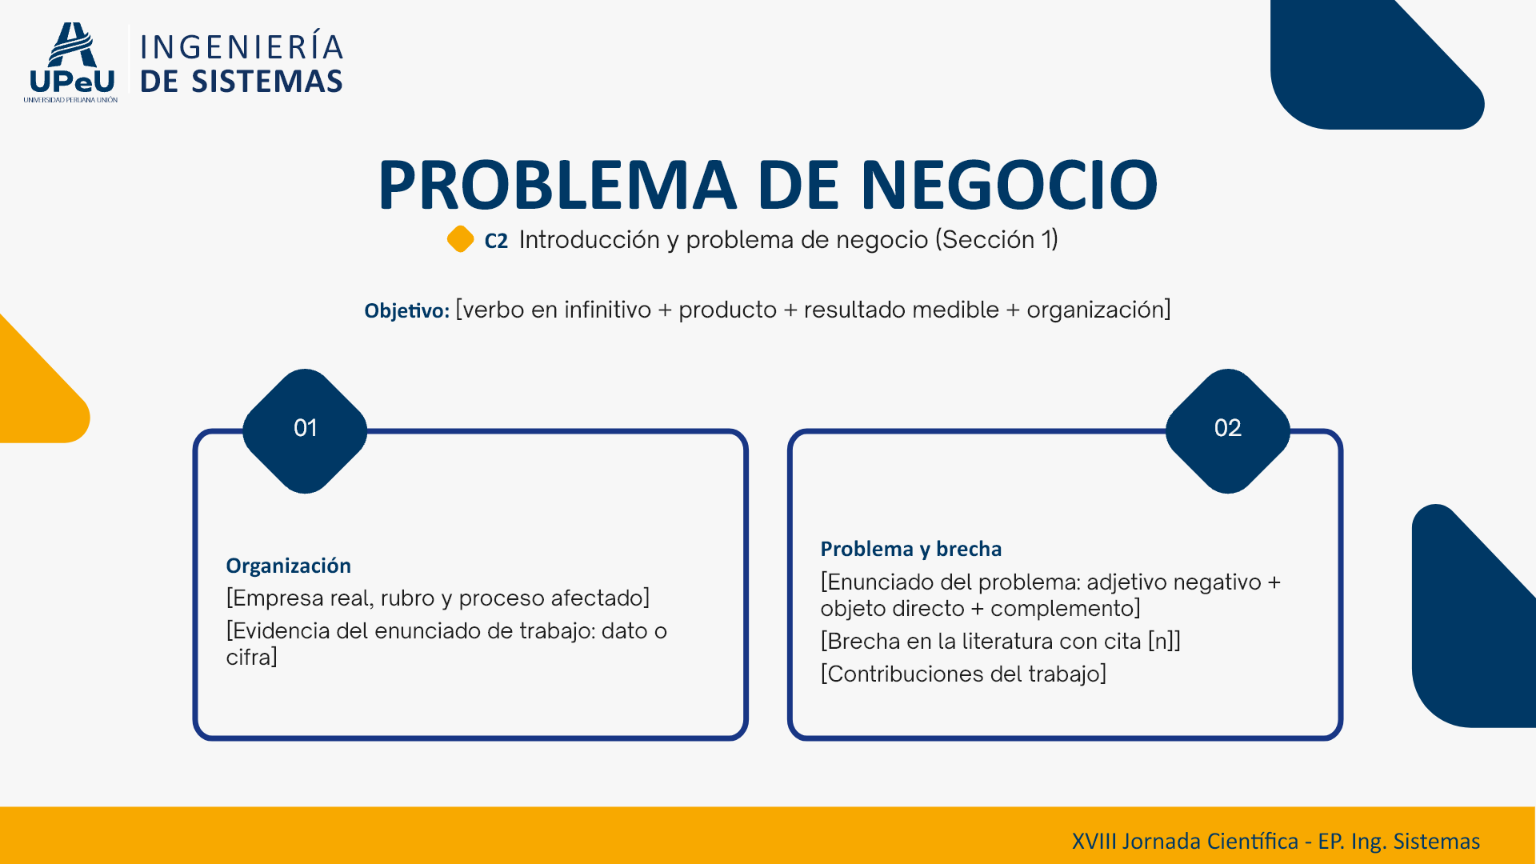 UPeU
UNIVERSIDAD PERUANA UNIÓN
INGENIERÍA
DE SISTEMAS
PROBLEMA DE NEGOCIO
C2 Introducción y problema de negocio (Sección 1)
Objetivo: [verbo en infinitivo + producto + resultado medible + organización]
01
Organización
[Empresa real, rubro y proceso afectado]
[Evidencia del enunciado de trabajo: dato o
cifra]
02
Problema y brecha
[Enunciado del problema: adjetivo negativo +
objeto directo + complemento]
[Brecha en la literatura con cita [n]]
[Contribuciones del trabajo]
XVIII Jornada Científica - EP. Ing. Sistemas